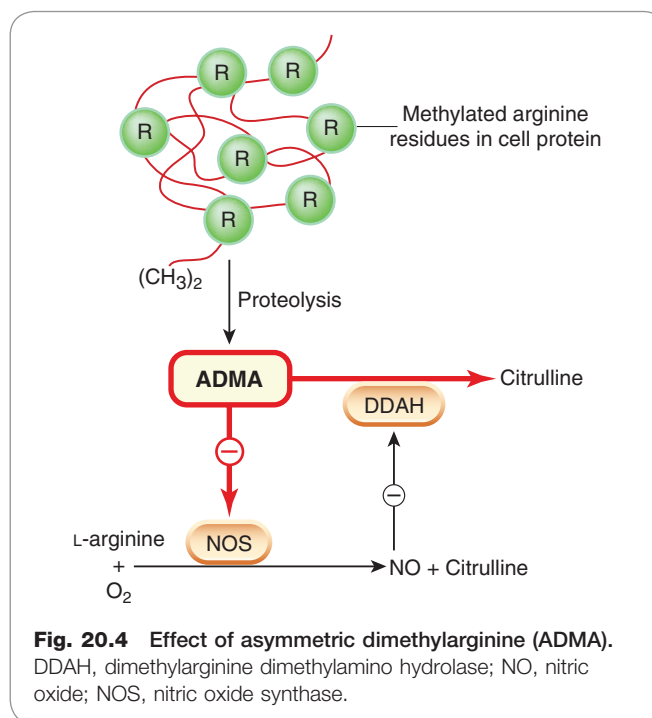 R
R
R
R
R
R
R
Methylated arginine
residues in cell protein
(CH₃)₂
Proteolysis
ADMA
Citrulline
DDAH
−
−
L-arginine
+
O₂
NOS
NO + Citrulline
Fig. 20.4 Effect of asymmetric dimethylarginine (ADMA).
DDAH, dimethylarginine dimethylamino hydrolase; NO, nitric
oxide; NOS, nitric oxide synthase.